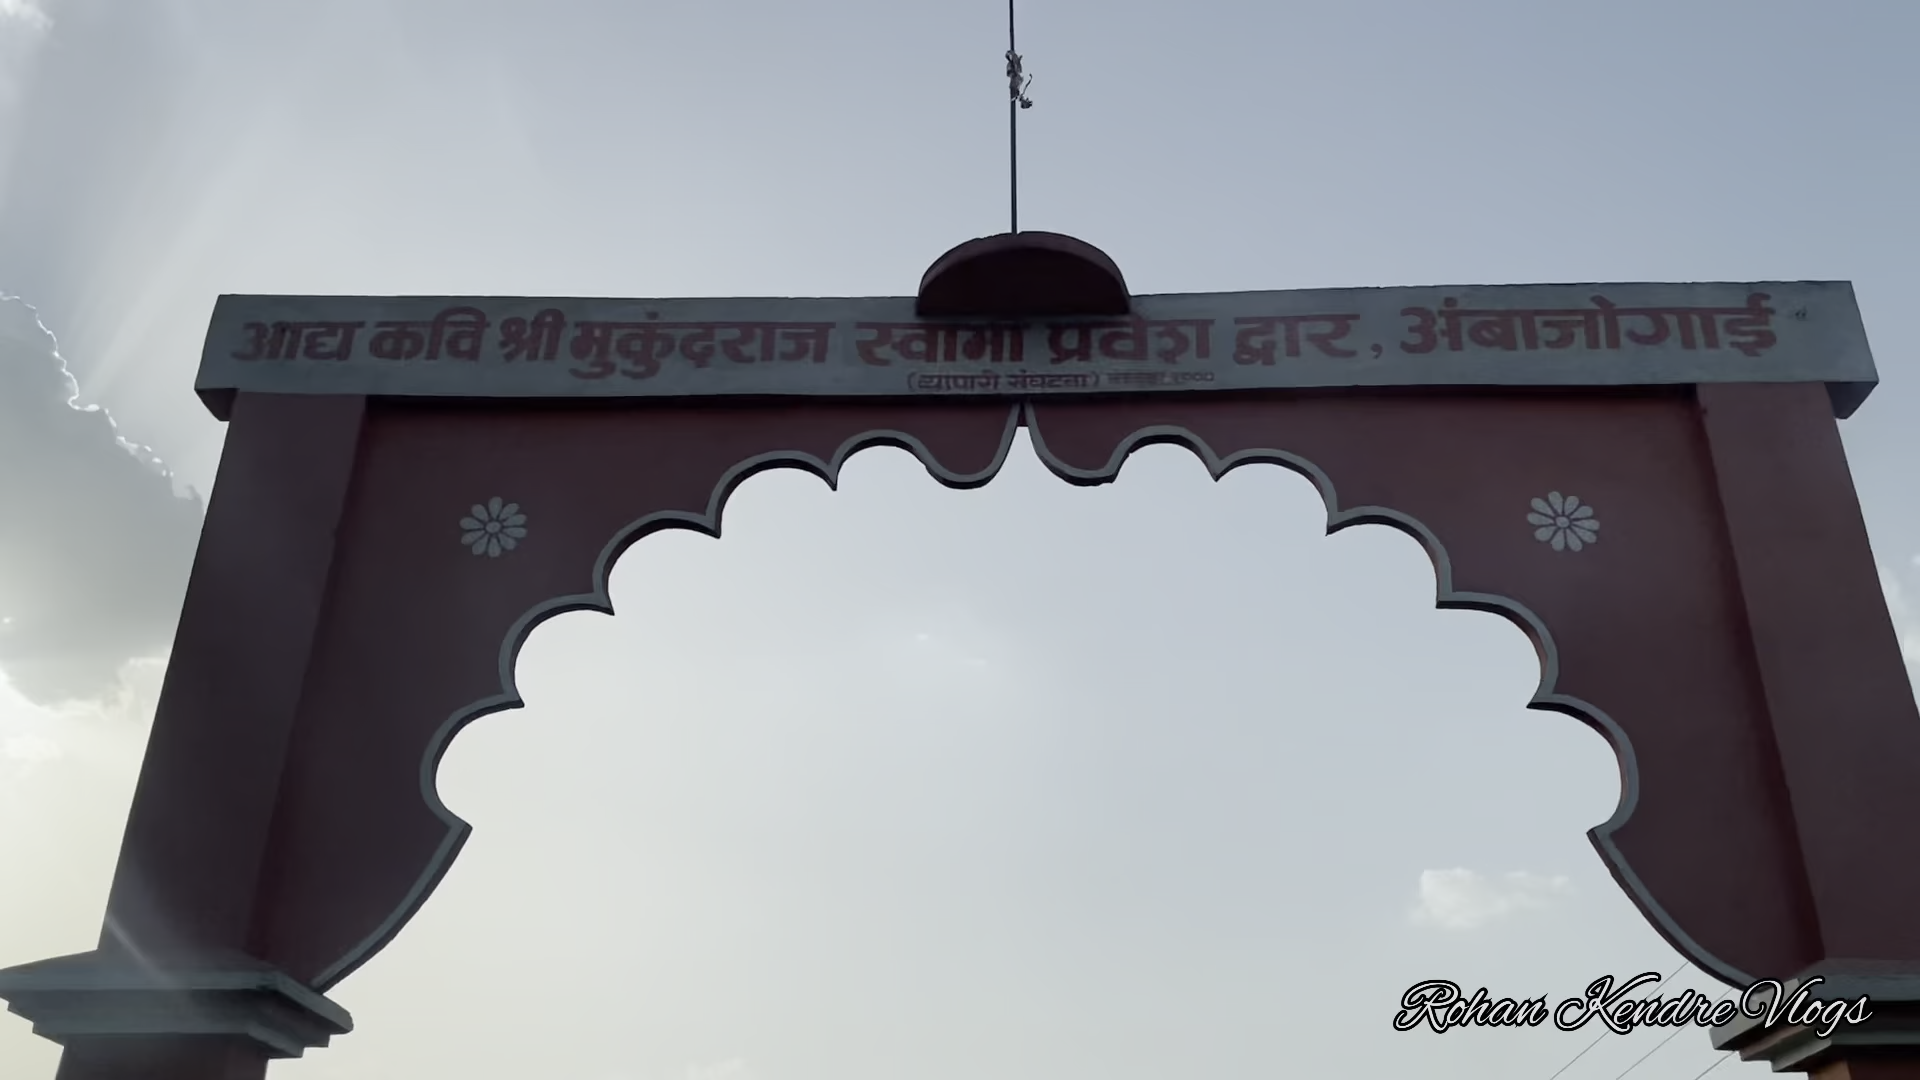 आद्य कवि श्री मुकुंदराज स्वामी प्रवेश द्वार, अंबाजोगाई
(व्यापारी संघटना)
Rohan Kendre Vlogs